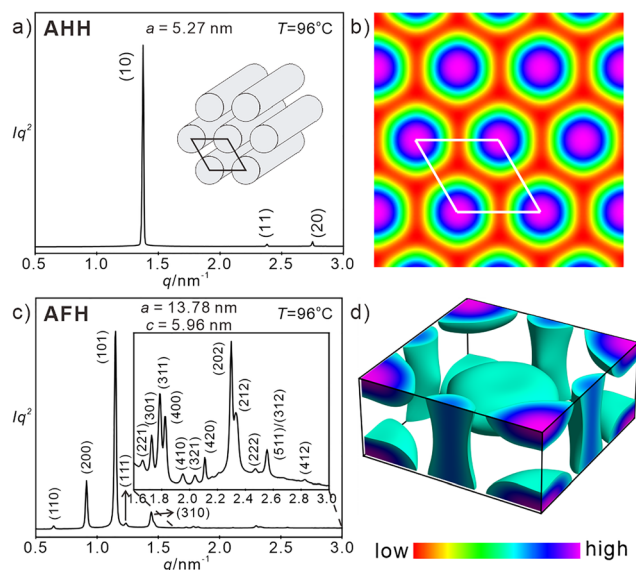 a)
AHH
a = 5.27 nm
T=96°C
(10)
Iq²
(11)
(20)
0.5 1.0 1.5 2.0 2.5 3.0
q/nm⁻¹
b)
c)
AFH
a = 13.78 nm
c = 5.96 nm
T=96°C
(101)
Iq²
(110)
(200)
(111)
(310)
(221)
(301)
(311)
(400)
(410)
(321)
(420)
(202)
(212)
(222)
(511)/(312)
(412)
1.6 1.8 2.0 2.2 2.4 2.6 2.8 3.0
0.5 1.0 1.5 2.0 2.5 3.0
q/nm⁻¹
d)
low high